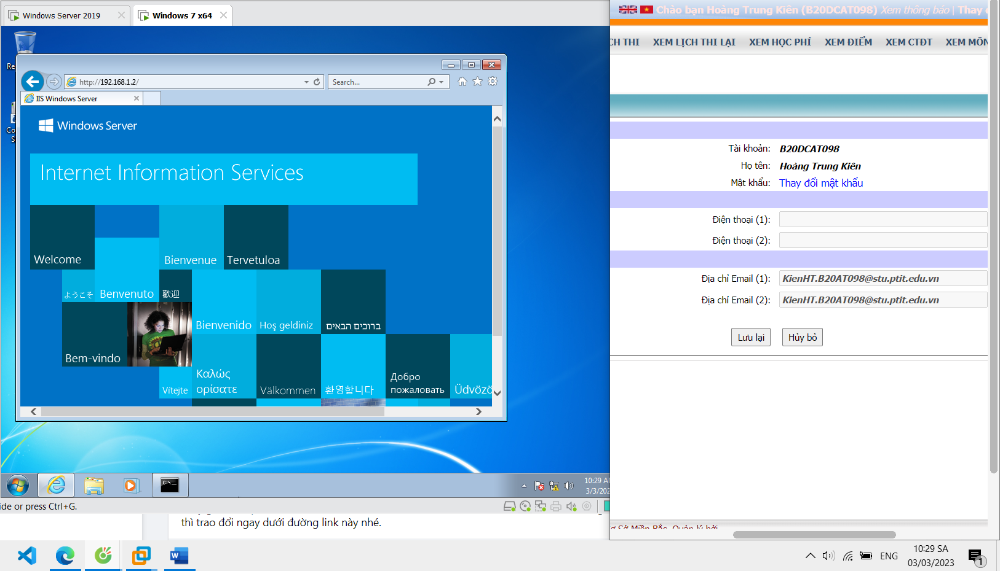 Windows Server 2019
Windows 7 x64
http://192.168.1.2/
Search...
IIS Windows Server
Windows Server
Internet Information Services
Welcome
Bienvenue
Tervetuloa
ようこそ
Benvenuto
歡迎
Bienvenido
Hoş geldiniz
ברוכים הבאים
Bem-vindo
Vítejte
Καλώς
ορίσατε
Välkommen
환영합니다
Добро
пожаловать
Üdvözö
10:29 A
3/3/202
ide or press Ctrl+G.
thì trao đổi ngay dưới đường link này nhé.
Chào bạn Hoàng Trung Kiên (B20DCAT098) Xem thông báo | Thay
CH THI XEM LỊCH THI LẠI XEM HỌC PHÍ XEM ĐIỂM XEM CTĐT XEM MÔN
Tài khoản: B20DCAT098
Họ tên: Hoàng Trung Kiên
Mật khẩu: Thay đổi mật khẩu
Điện thoại (1):
Điện thoại (2):
Địa chỉ Email (1): KienHT.B20AT098@stu.ptit.edu.vn
Địa chỉ Email (2): KienHT.B20AT098@stu.ptit.edu.vn
Lưu lại Hủy bỏ
Sở Miền Bắc. Quản lý bởi
ENG
10:29 SA
03/03/2023
1